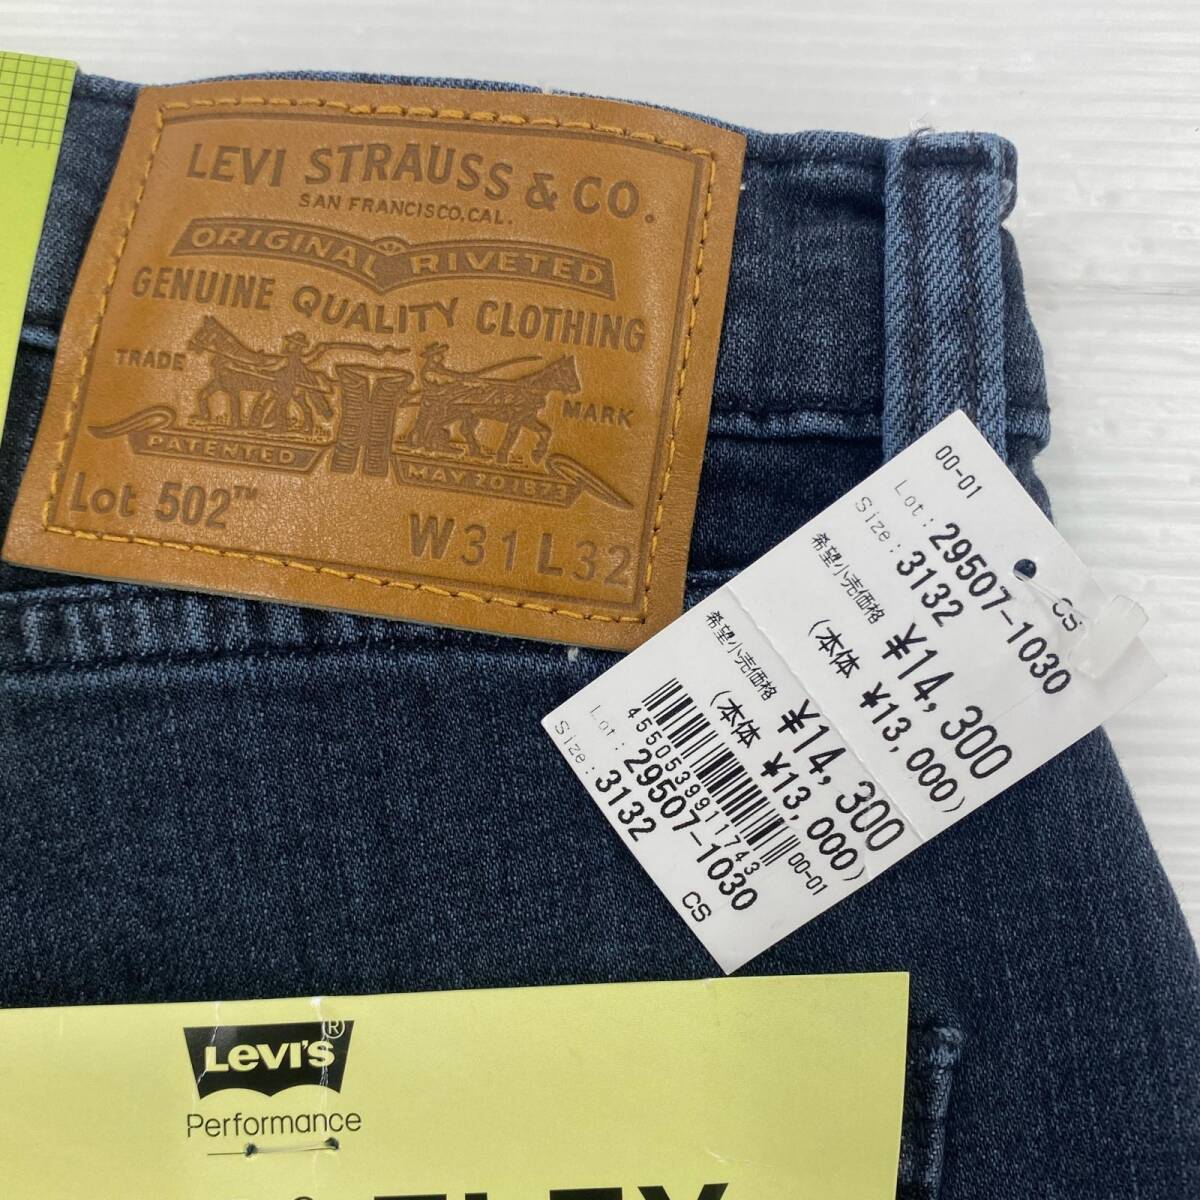 LEVI STRAUSS & CO.
SAN FRANCISCO, CAL.
ORIGINAL RIVETED
GENUINE QUALITY CLOTHING
TRADE MARK
PATENTED MAY 20 1873
Lot 502™
W31 L32
00-01
CS
Lot: 29507-1030
Size: 3132
希望小売価格 ¥14,300
(本体 ¥13,000)
希望小売価格 ¥14,300
(本体 ¥13,000)
4550539911743
00-01
Lot: 29507-1030
Size: 3132
CS
Levi's®
Performance
FLEX